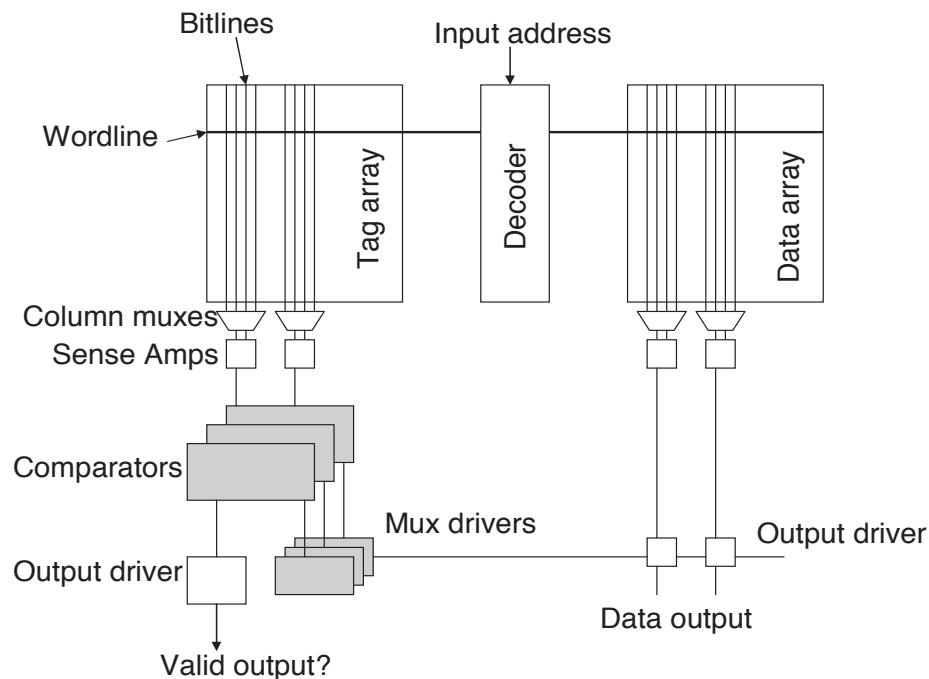 Bitlines
Input address
Wordline
Tag array
Decoder
Data array
Column muxes
Sense Amps
Comparators
Mux drivers
Output driver
Output driver
Data output
Valid output?